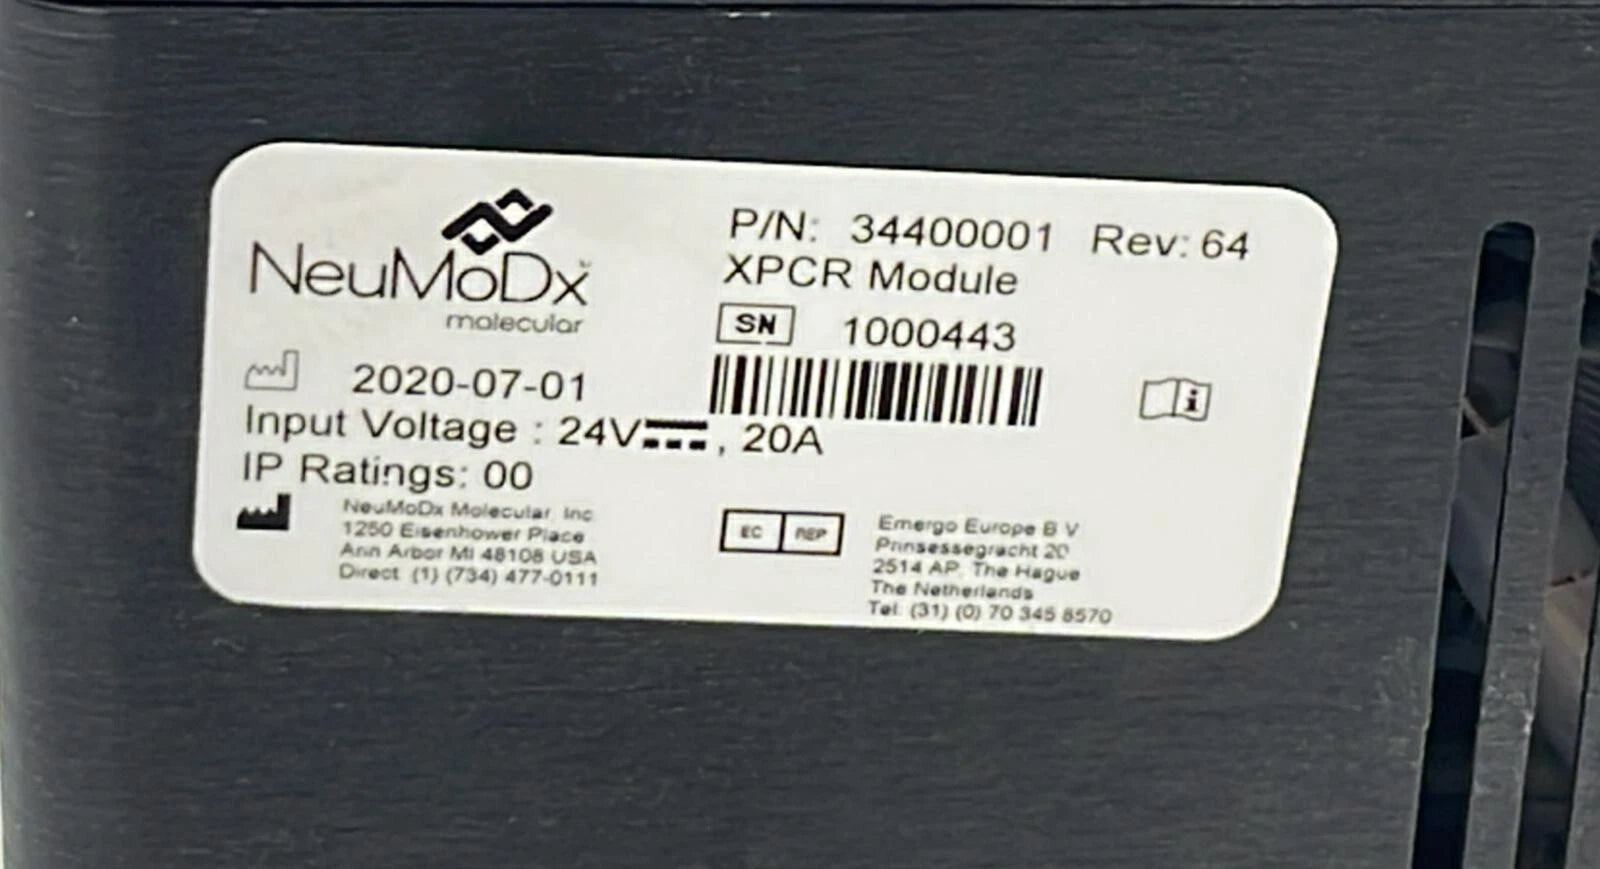 NeuMoDx™
molecular
P/N: 34400001 Rev: 64
XPCR Module
SN 1000443
2020-07-01
Input Voltage : 24V⎓, 20A
IP Ratings: 00
NeuMoDx Molecular, Inc
1250 Eisenhower Place
Ann Arbor MI 48108 USA
Direct (1) (734) 477-0111
EC REP
Emergo Europe B V
Prinsessegracht 20
2514 AP, The Hague
The Netherlands
Tel: (31) (0) 70 345 8570
i